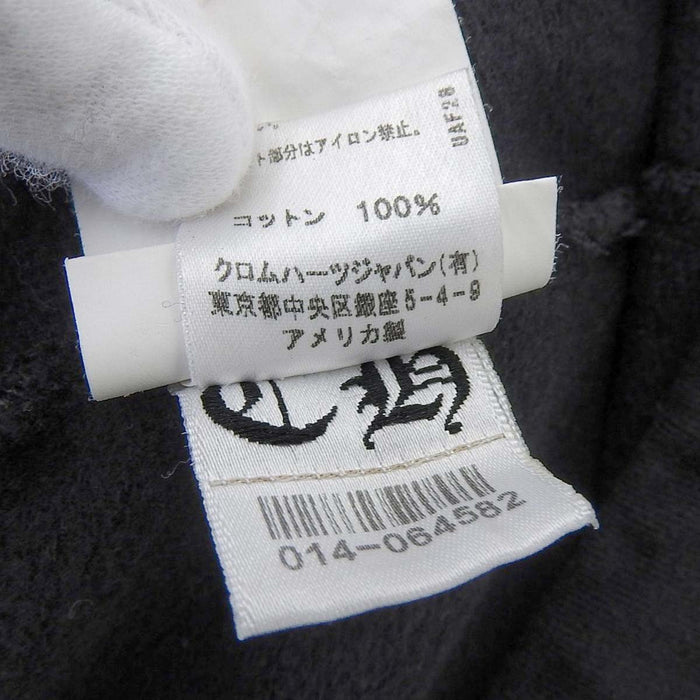 ト部分はアイロン禁止。
UAF28
コットン 100%
クロムハーツジャパン(有)
東京都中央区銀座5-4-9
アメリカ製
CH
014-064582